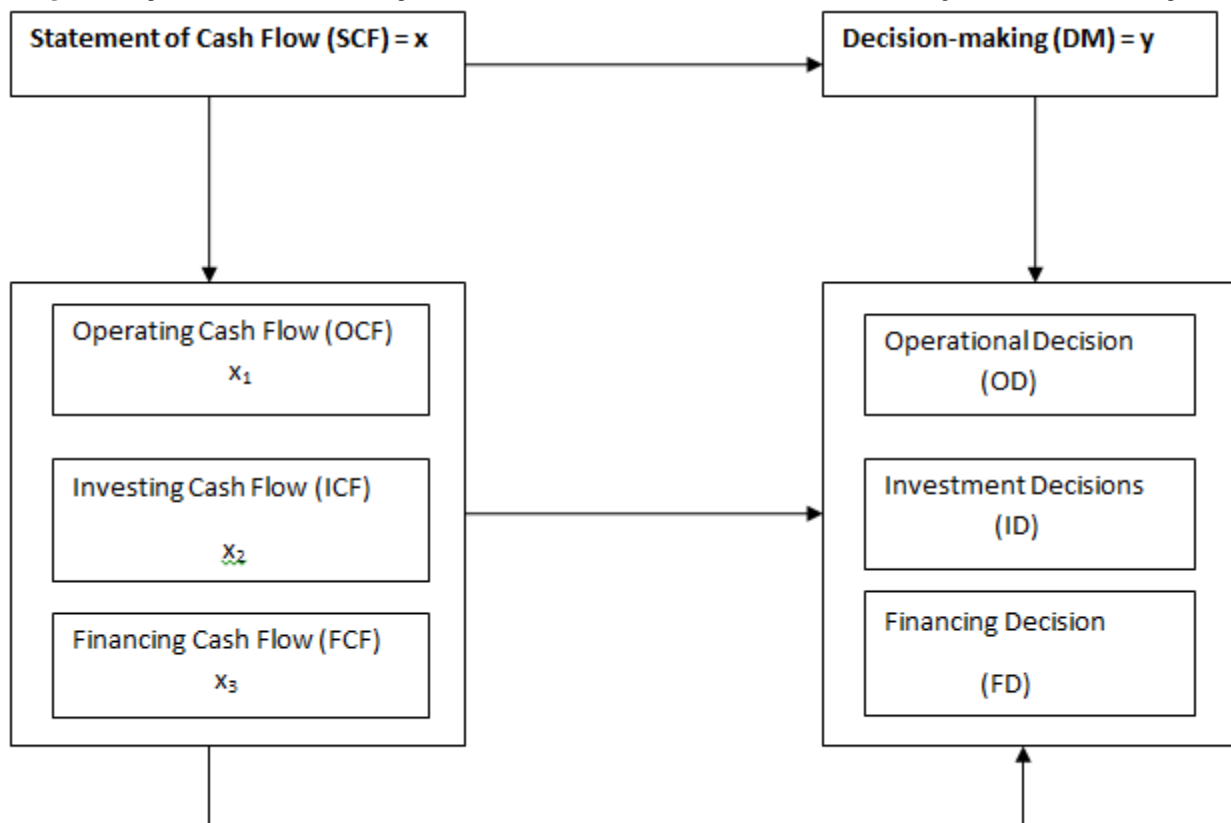 Statement of Cash Flow (SCF) = x
Decision-making (DM) = y
Operating Cash Flow (OCF)
x₁
Investing Cash Flow (ICF)
x₂
Financing Cash Flow (FCF)
x₃
Operational Decision
(OD)
Investment Decisions
(ID)
Financing Decision
(FD)